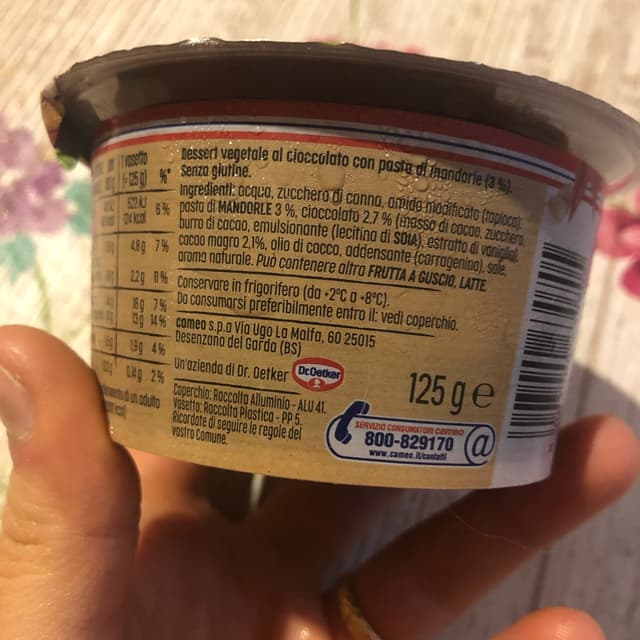 1 vasetto
(=125 g) %*
522 kJ
124 kcal 6 %
4,8 g 7 %
2,2 g 11 %
18 g 7 %
13 g 14 %
1,9 g 4 %
0,14 g 2 %
di un adulto
Dessert vegetale al cioccolato con pasta di mandorle (3 %).
Senza glutine.
Ingredienti: acqua, zucchero di canna, amido modificato (tapioca),
pasta di MANDORLE 3 %, cioccolato 2,7 % (massa di cacao, zucchero,
burro di cacao, emulsionante (lecitina di SOIA), estratto di vaniglia),
cacao magro 2,1%, olio di cocco, addensante (carragenina), sale,
aroma naturale. Può contenere altra FRUTTA A GUSCIO, LATTE.
Conservare in frigorifero (da +2°C a +8°C).
Da consumarsi preferibilmente entro il: vedi coperchio.
cameo s.p.a Via Ugo La Malfa, 60 25015
Desenzano del Garda (BS)
Un'azienda di Dr. Oetker
Dr.Oetker
125 g e
Coperchio: Raccolta Alluminio - ALU 41.
Vasetto: Raccolta Plastica - PP 5.
Ricordate di seguire le regole del
vostro Comune.
SERVIZIO CONSUMATORI cameo
800-829170 @
www.cameo.it/contatti